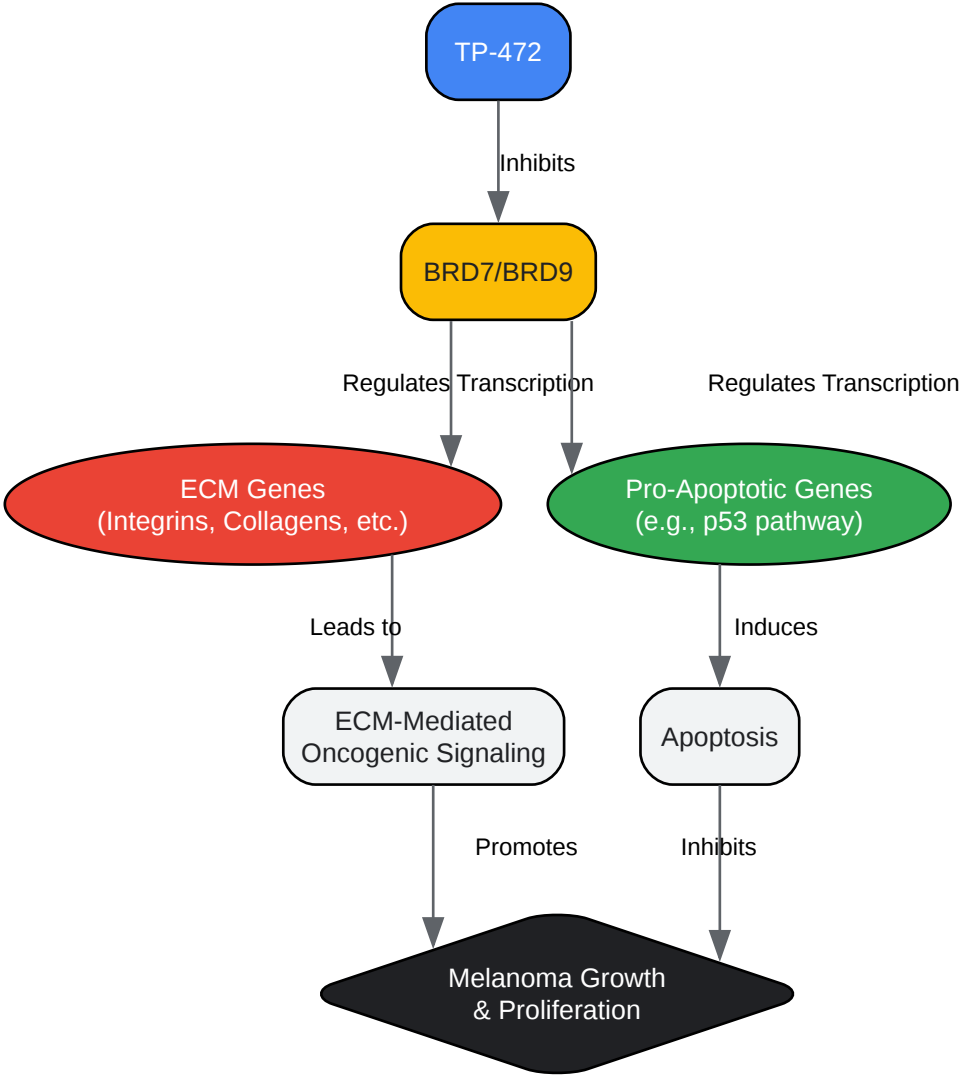 TP-472
Inhibits
BRD7/BRD9
Regulates Transcription
Regulates Transcription
ECM Genes
(Integrins, Collagens, etc.)
Pro-Apoptotic Genes
(e.g., p53 pathway)
Leads to
Induces
ECM-Mediated
Oncogenic Signaling
Apoptosis
Promotes
Inhibits
Melanoma Growth
& Proliferation